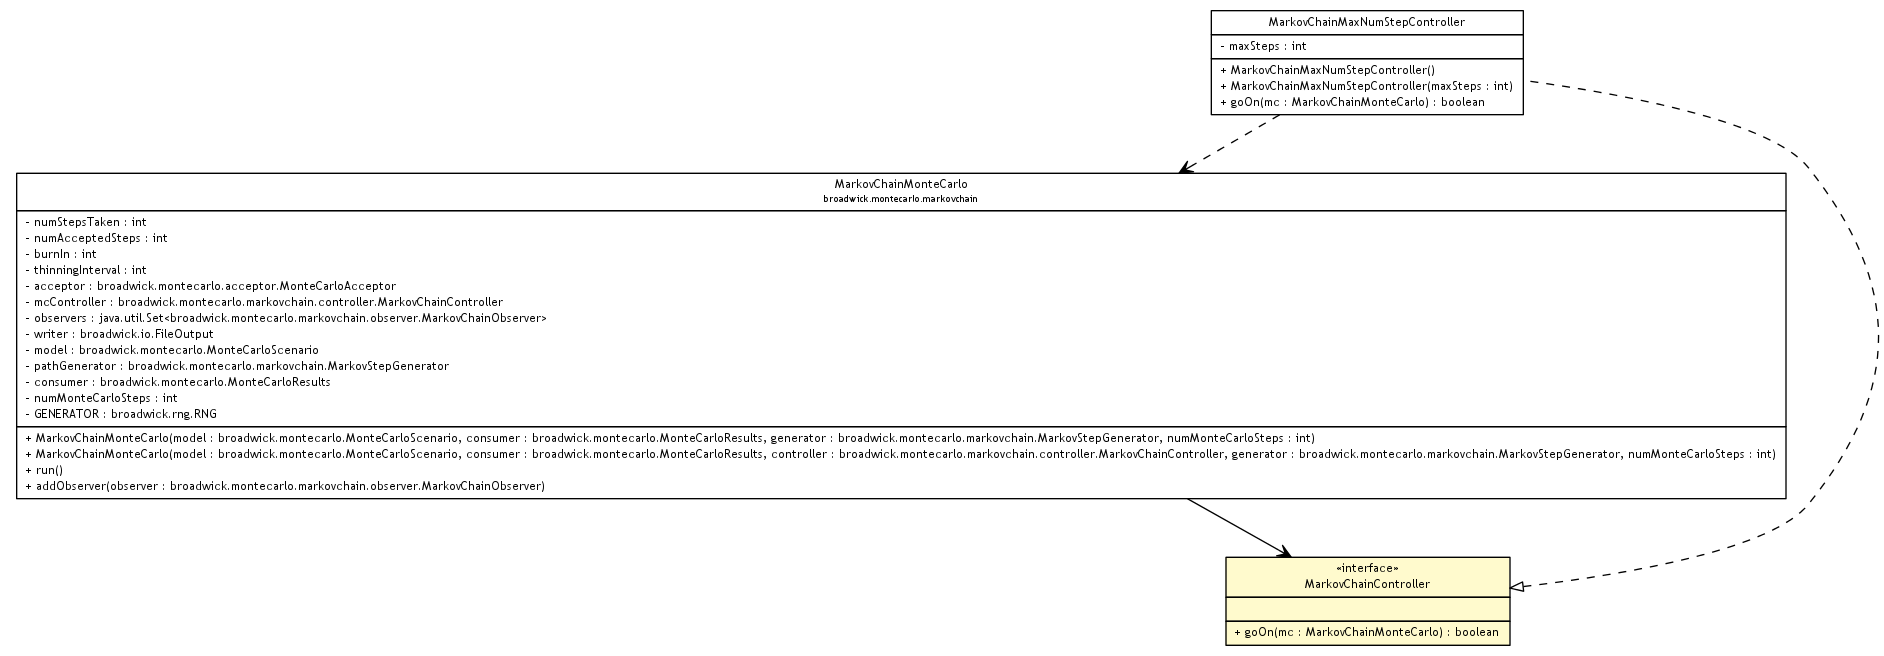 MarkovChainMaxNumStepController
- maxSteps : int
+ MarkovChainMaxNumStepController()
+ MarkovChainMaxNumStepController(maxSteps : int)
+ goOn(mc : MarkovChainMonteCarlo) : boolean
MarkovChainMonteCarlo
broadwick.montecarlo.markovchain
- numStepsTaken : int
- numAcceptedSteps : int
- burnIn : int
- thinningInterval : int
- acceptor : broadwick.montecarlo.acceptor.MonteCarloAcceptor
- mcController : broadwick.montecarlo.markovchain.controller.MarkovChainController
- observers : java.util.Set<broadwick.montecarlo.markovchain.observer.MarkovChainObserver>
- writer : broadwick.io.FileOutput
- model : broadwick.montecarlo.MonteCarloScenario
- pathGenerator : broadwick.montecarlo.markovchain.MarkovStepGenerator
- consumer : broadwick.montecarlo.MonteCarloResults
- numMonteCarloSteps : int
- GENERATOR : broadwick.rng.RNG
+ MarkovChainMonteCarlo(model : broadwick.montecarlo.MonteCarloScenario, consumer : broadwick.montecarlo.MonteCarloResults, generator : broadwick.montecarlo.markovchain.MarkovStepGenerator, numMonteCarloSteps : int)
+ MarkovChainMonteCarlo(model : broadwick.montecarlo.MonteCarloScenario, consumer : broadwick.montecarlo.MonteCarloResults, controller : broadwick.montecarlo.markovchain.controller.MarkovChainController, generator : broadwick.montecarlo.markovchain.MarkovStepGenerator, numMonteCarloSteps : int)
+ run()
+ addObserver(observer : broadwick.montecarlo.markovchain.observer.MarkovChainObserver)
«interface»
MarkovChainController
+ goOn(mc : MarkovChainMonteCarlo) : boolean